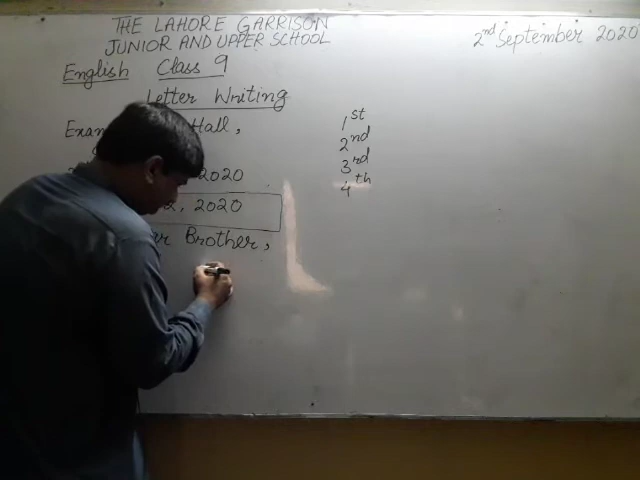 THE LAHORE GARRISON
JUNIOR AND UPPER SCHOOL
2nd September 2020
English Class 9
Letter Writing
Hall,
2020
2, 2020
Brother,
1st
2nd
3rd
4th